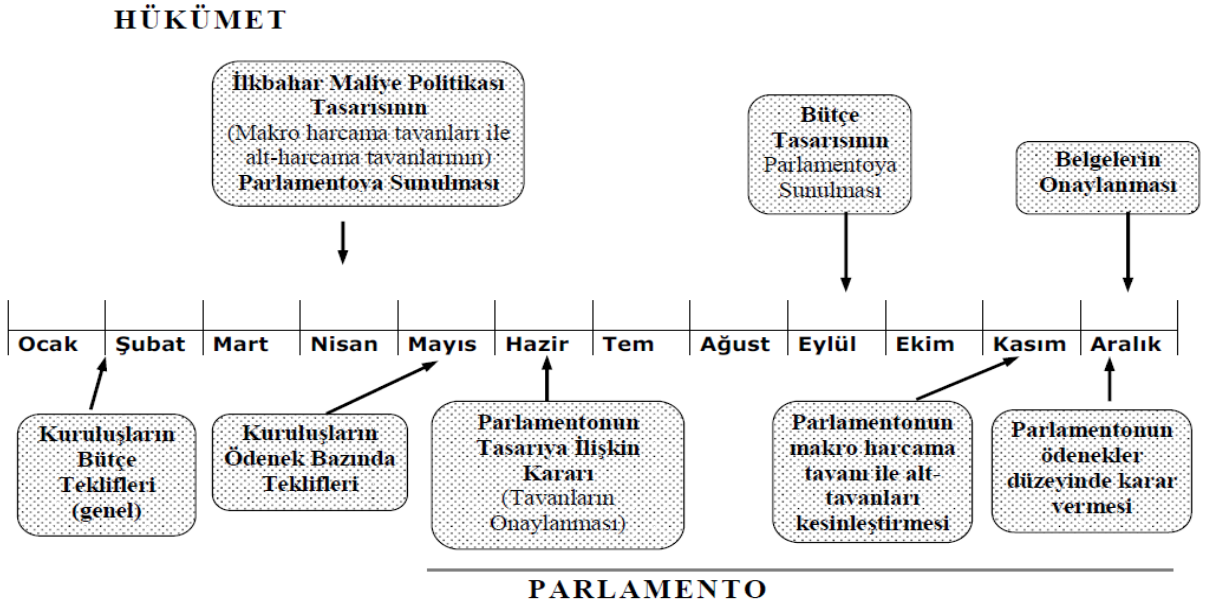 HÜKÜMET
İlkbahar Maliye Politikası
Tasarısının
(Makro harcama tavanları ile
alt-harcama tavanlarının)
Parlamentoya Sunulması
Bütçe
Tasarısının
Parlamentoya
Sunulması
Belgelerin
Onaylanması
Ocak Şubat Mart Nisan Mayıs Hazir Tem Ağust Eylül Ekim Kasım Aralık
Kuruluşların
Bütçe
Teklifleri
(genel)
Kuruluşların
Ödenek Bazında
Teklifleri
Parlamentonun
Tasarıya İlişkin
Kararı
(Tavanların
Onaylanması)
Parlamentonun
makro harcama
tavanı ile alt-
tavanları
kesinleştirmesi
Parlamentonun
ödenekler
düzeyinde karar
vermesi
PARLAMENTO